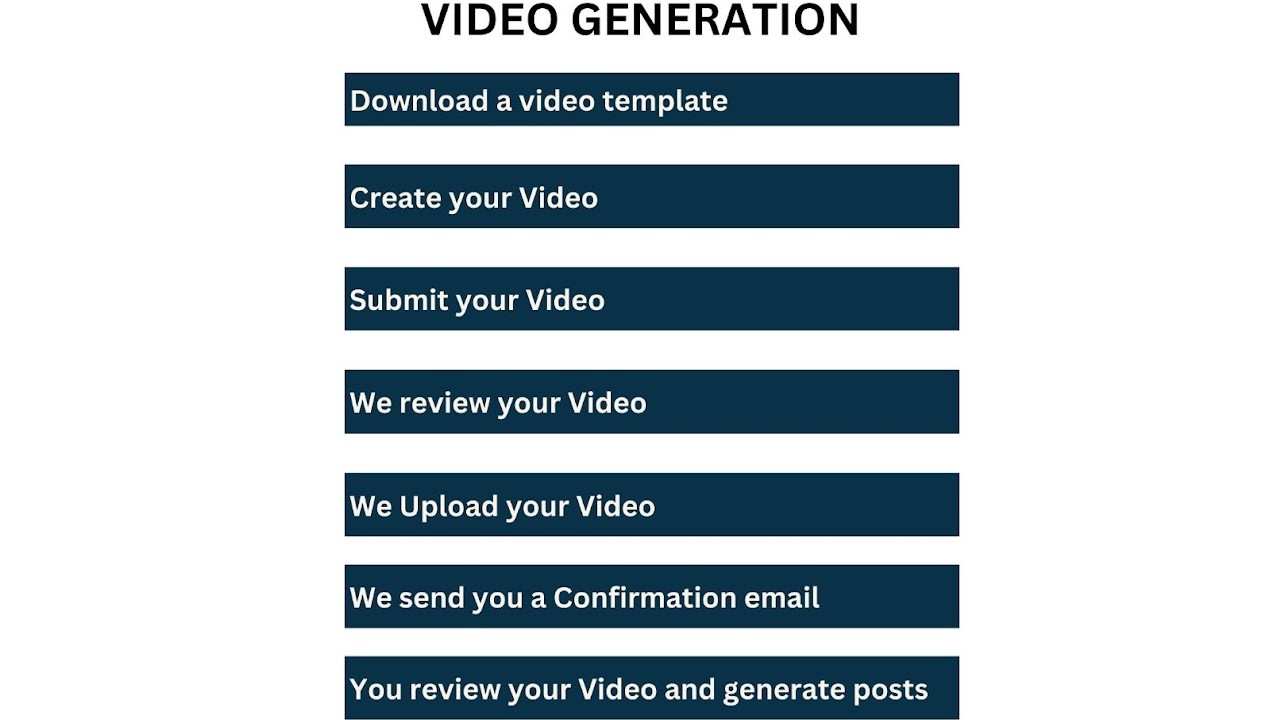 VIDEO GENERATION
Download a video template
Create your Video
Submit your Video
We review your Video
We Upload your Video
We send you a Confirmation email
You review your Video and generate posts